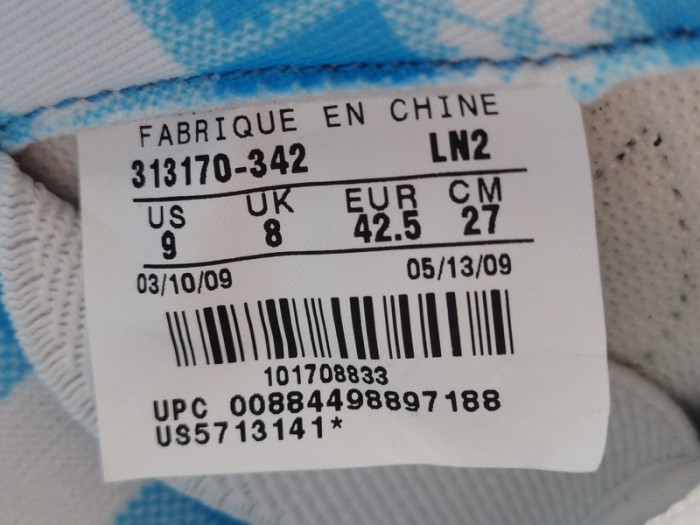 FABRIQUE EN CHINE
313170-342 LN2
US UK EUR CM
9 8 42.5 27
03/10/09 05/13/09
101708833
UPC 00884498897188
US5713141*